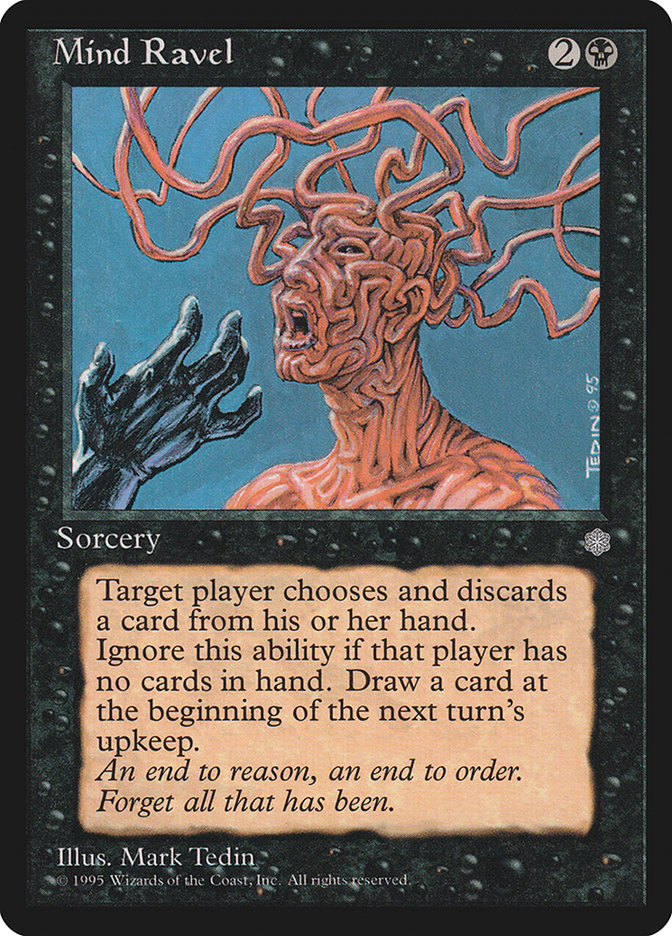 Mind Ravel 2
TEDIN © 95
Sorcery
Target player chooses and discards
a card from his or her hand.
Ignore this ability if that player has
no cards in hand. Draw a card at
the beginning of the next turn's
upkeep.
An end to reason, an end to order.
Forget all that has been.
Illus. Mark Tedin
© 1995 Wizards of the Coast, Inc. All rights reserved.